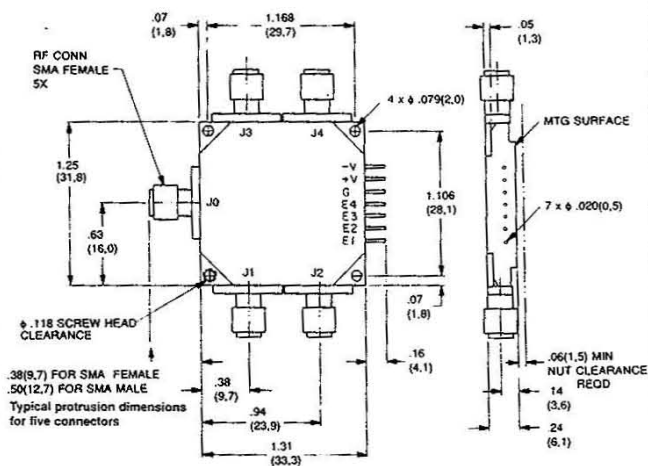 .07
(1,8)
1.168
(29,7)
.05
(1,3)
RF CONN
SMA FEMALE
5X
4 x ϕ .079(2,0)
J3
J4
MTG SURFACE
1.25
(31,8)
-V
+V
G
E4
E3
E2
E1
J0
1.106
(28,1)
7 x ϕ .020(0,5)
.63
(16,0)
J1
J2
.07
(1,8)
ϕ .118 SCREW HEAD
CLEARANCE
.16
(4,1)
.06(1,5) MIN
NUT CLEARANCE
REQD
.38(9,7) FOR SMA FEMALE
.50(12,7) FOR SMA MALE
Typical protrusion dimensions
for five connectors
.38
(9,7)
.14
(3,6)
.94
(23,9)
.24
(6,1)
1.31
(33,3)